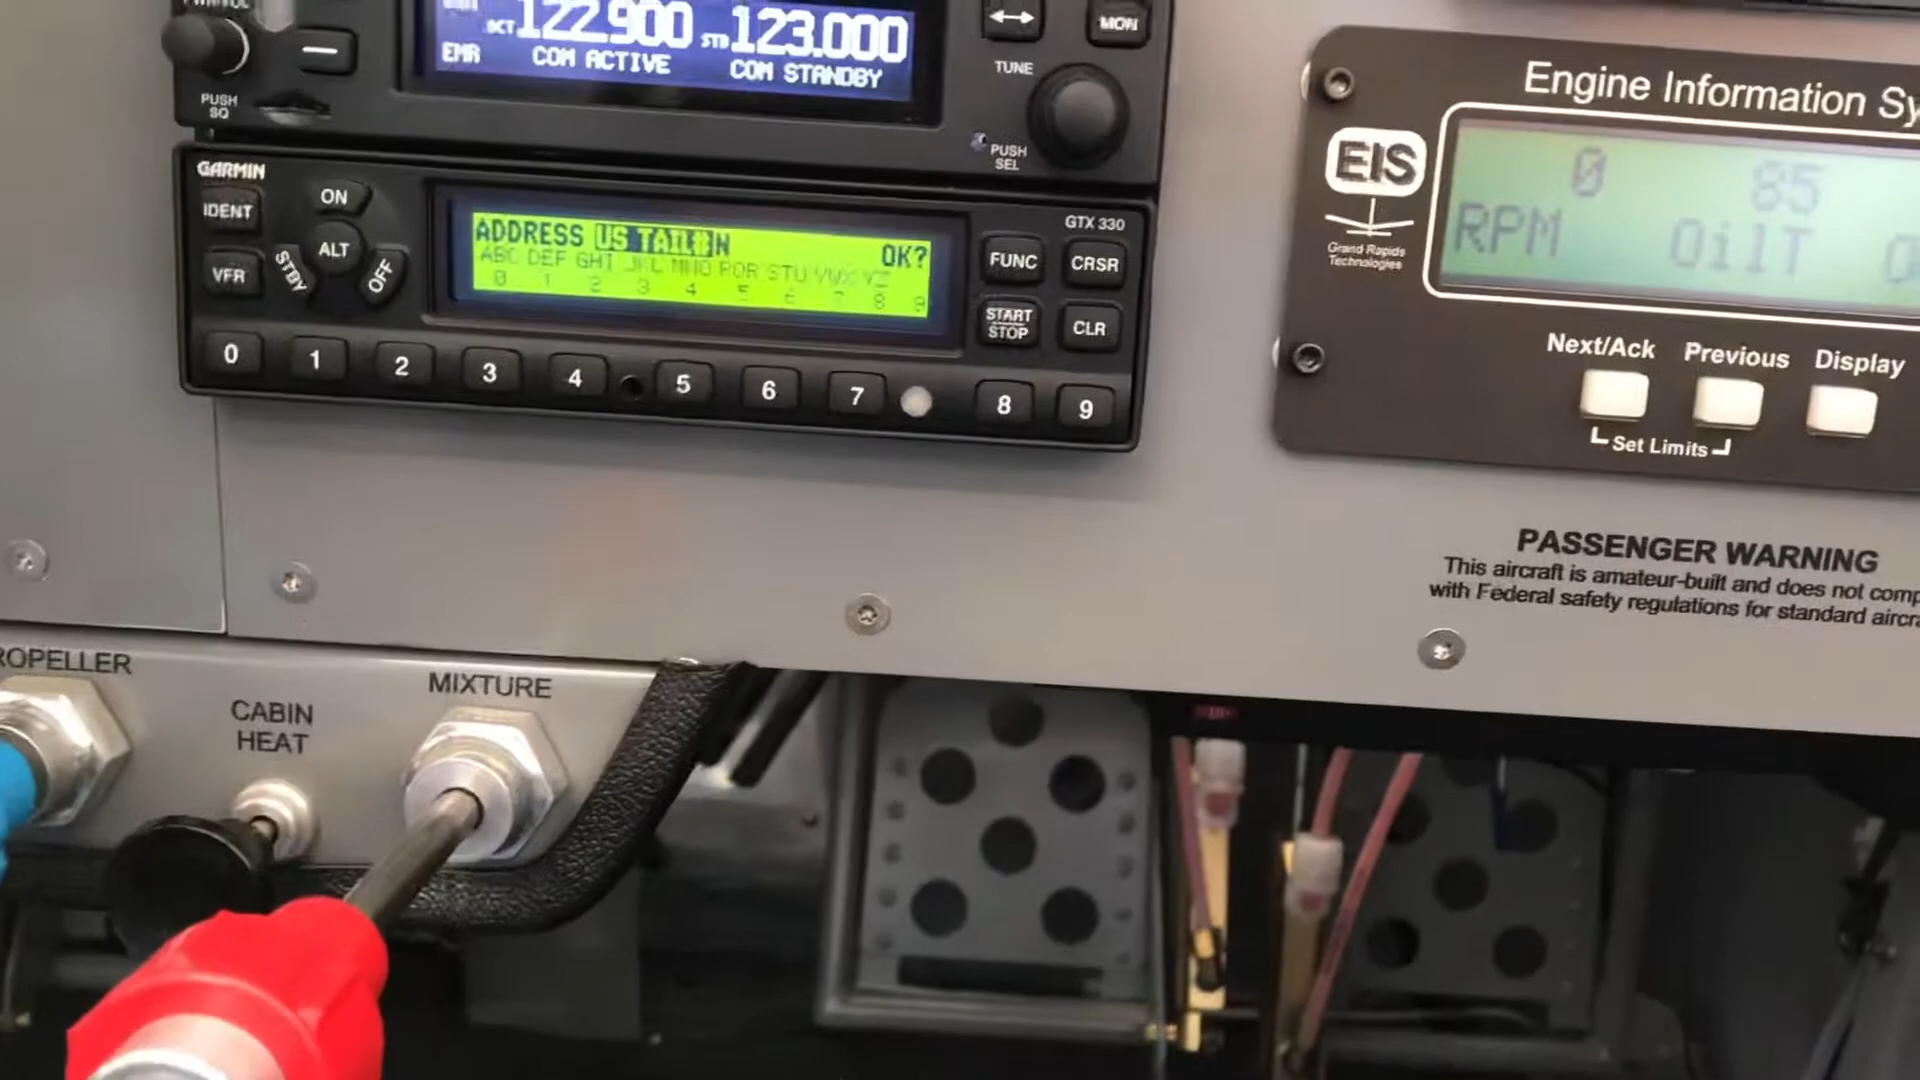 ACT 122.900 STB 123.000
EMR COM ACTIVE COM STANDBY
MON
TUNE
PUSH
SQ
PUSH
SEL
GARMIN
GTX 330
IDENT
ON
ALT
VFR
STBY
OFF
ADDRESS US TAIL# N OK?
ABC DEF GHI JKL MNO PQR STU VWX YZ
0 1 2 3 4 5 6 7 8 9
FUNC
CRSR
START
STOP
CLR
0 1 2 3 4 5 6 7 8 9
Engine Information Sy
EIS
Grand Rapids
Technologies
0 85
RPM OilT
Next/Ack Previous Display
Set Limits
PASSENGER WARNING
This aircraft is amateur-built and does not comp
with Federal safety regulations for standard aircra
ROPELLER
CABIN
HEAT
MIXTURE